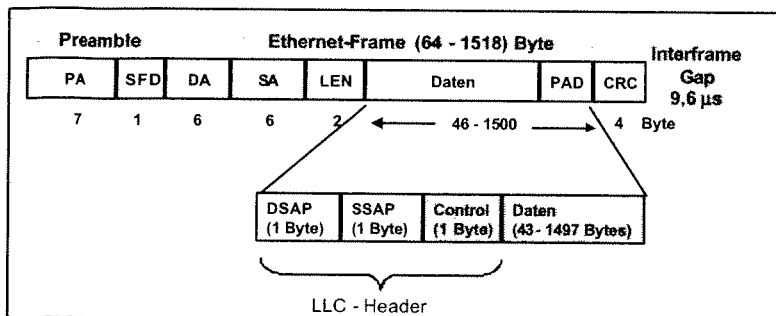 Preamble Ethernet-Frame (64 - 1518) Byte
Interframe
Gap
9,6 µs
PA SFD DA SA LEN Daten PAD CRC
7 1 6 6 2 46 - 1500 4 Byte
DSAP SSAP Control Daten
(1 Byte) (1 Byte) (1 Byte) (43 - 1497 Bytes)
LLC - Header